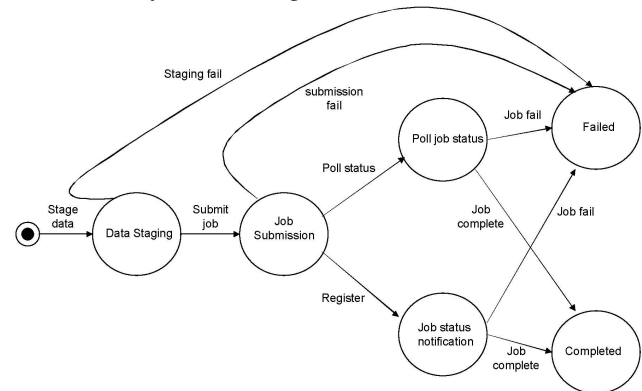 Staging fail
submission
fail
Job fail
Failed
Poll job status
Poll status
Stage
data
Submit
job
Data Staging
Job
Submission
Job
complete
Job fail
Register
Job status
notification
Job
complete
Completed